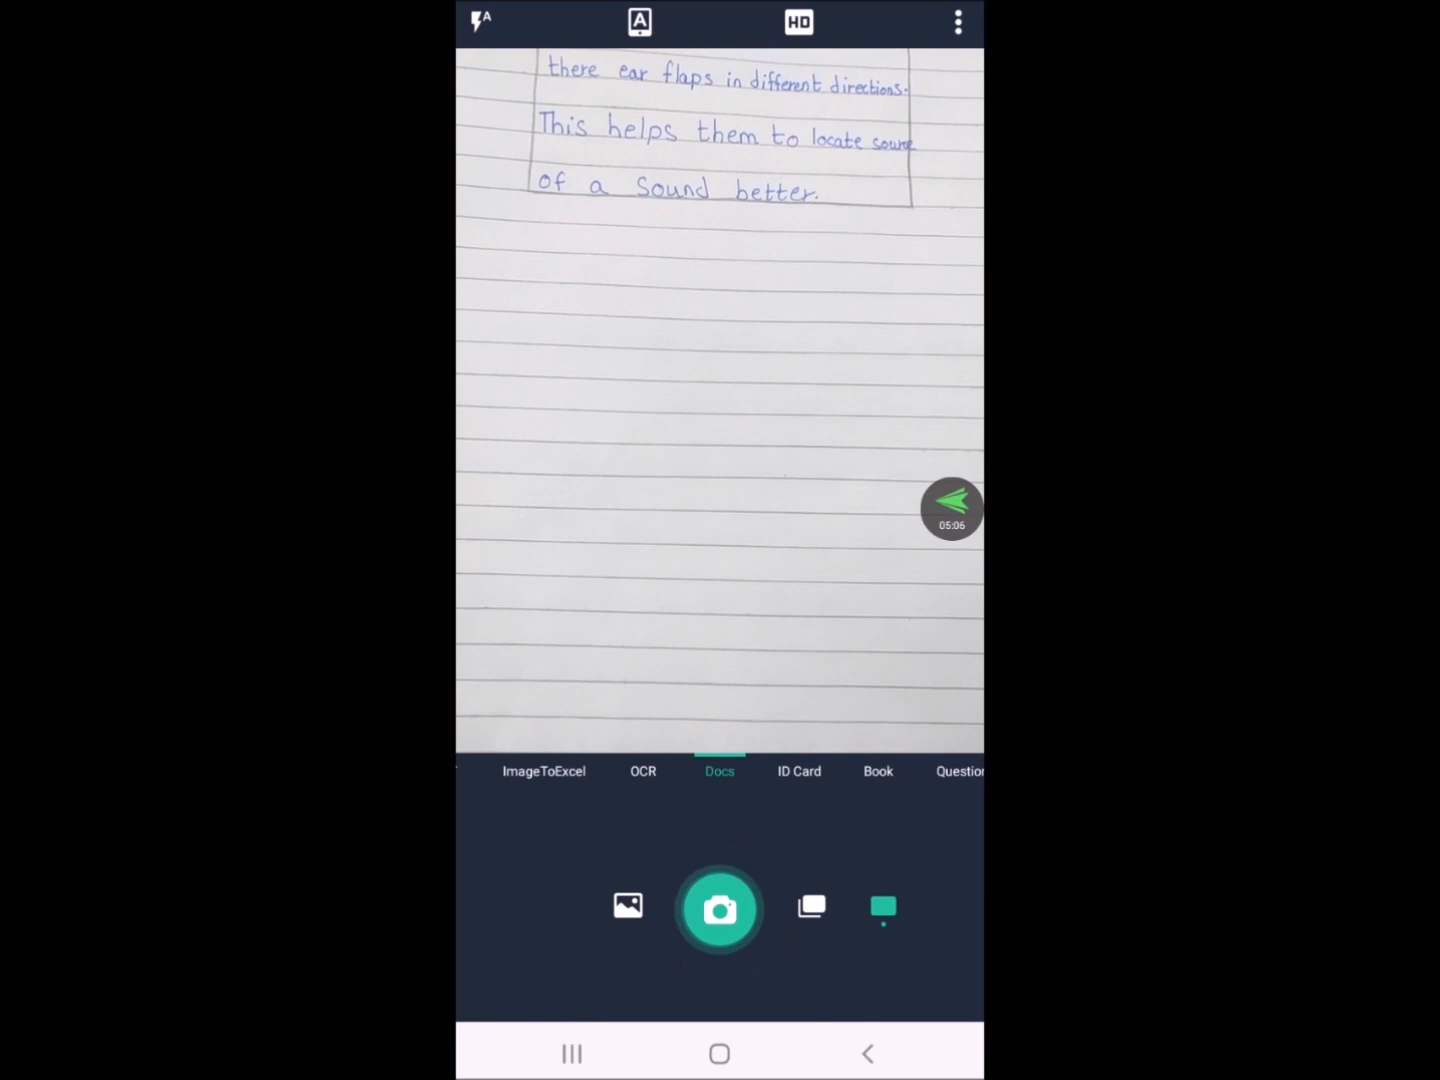 A
A
HD
there ear flaps in different directions.
This helps them to locate source
of a Sound better.
05:06
ImageToExcel
OCR
Docs
ID Card
Book
Question